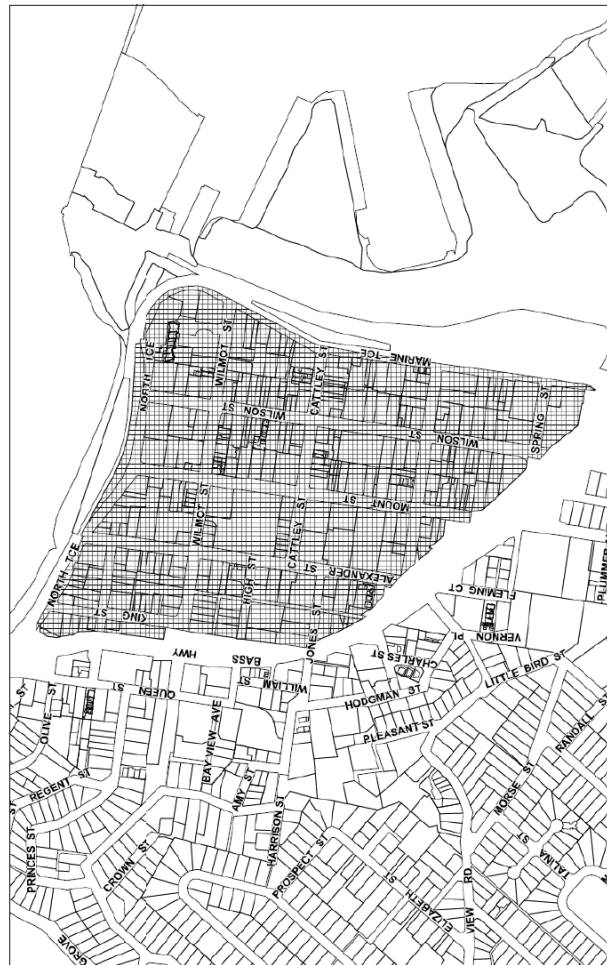 WILMOT ST
CATTLEY ST
MARINE TCE
NORTH TCE
WILSON ST
WILSON ST
SPRING ST
WILMOT ST
CATTLEY ST
MOUNT ST
NORTH TCE
HIGH ST
ALEXANDER ST
KING ST
JONES ST
FLEMING CT
VERNON PL
CHARLES ST
BASS HWY
WILLIAM ST
QUEEN ST
HODGMAN ST
LITTLE BIRD ST
OLIVE ST
BAY VIEW AVE
PLEASANT ST
RANDALL
REGENT ST
AMY ST
MORSE ST
PRINCES ST
CROWN ST
HARRISON ST
PROSPECT ST
TALINA ST
ELIZABETH ST
VIEW RD
GROVE